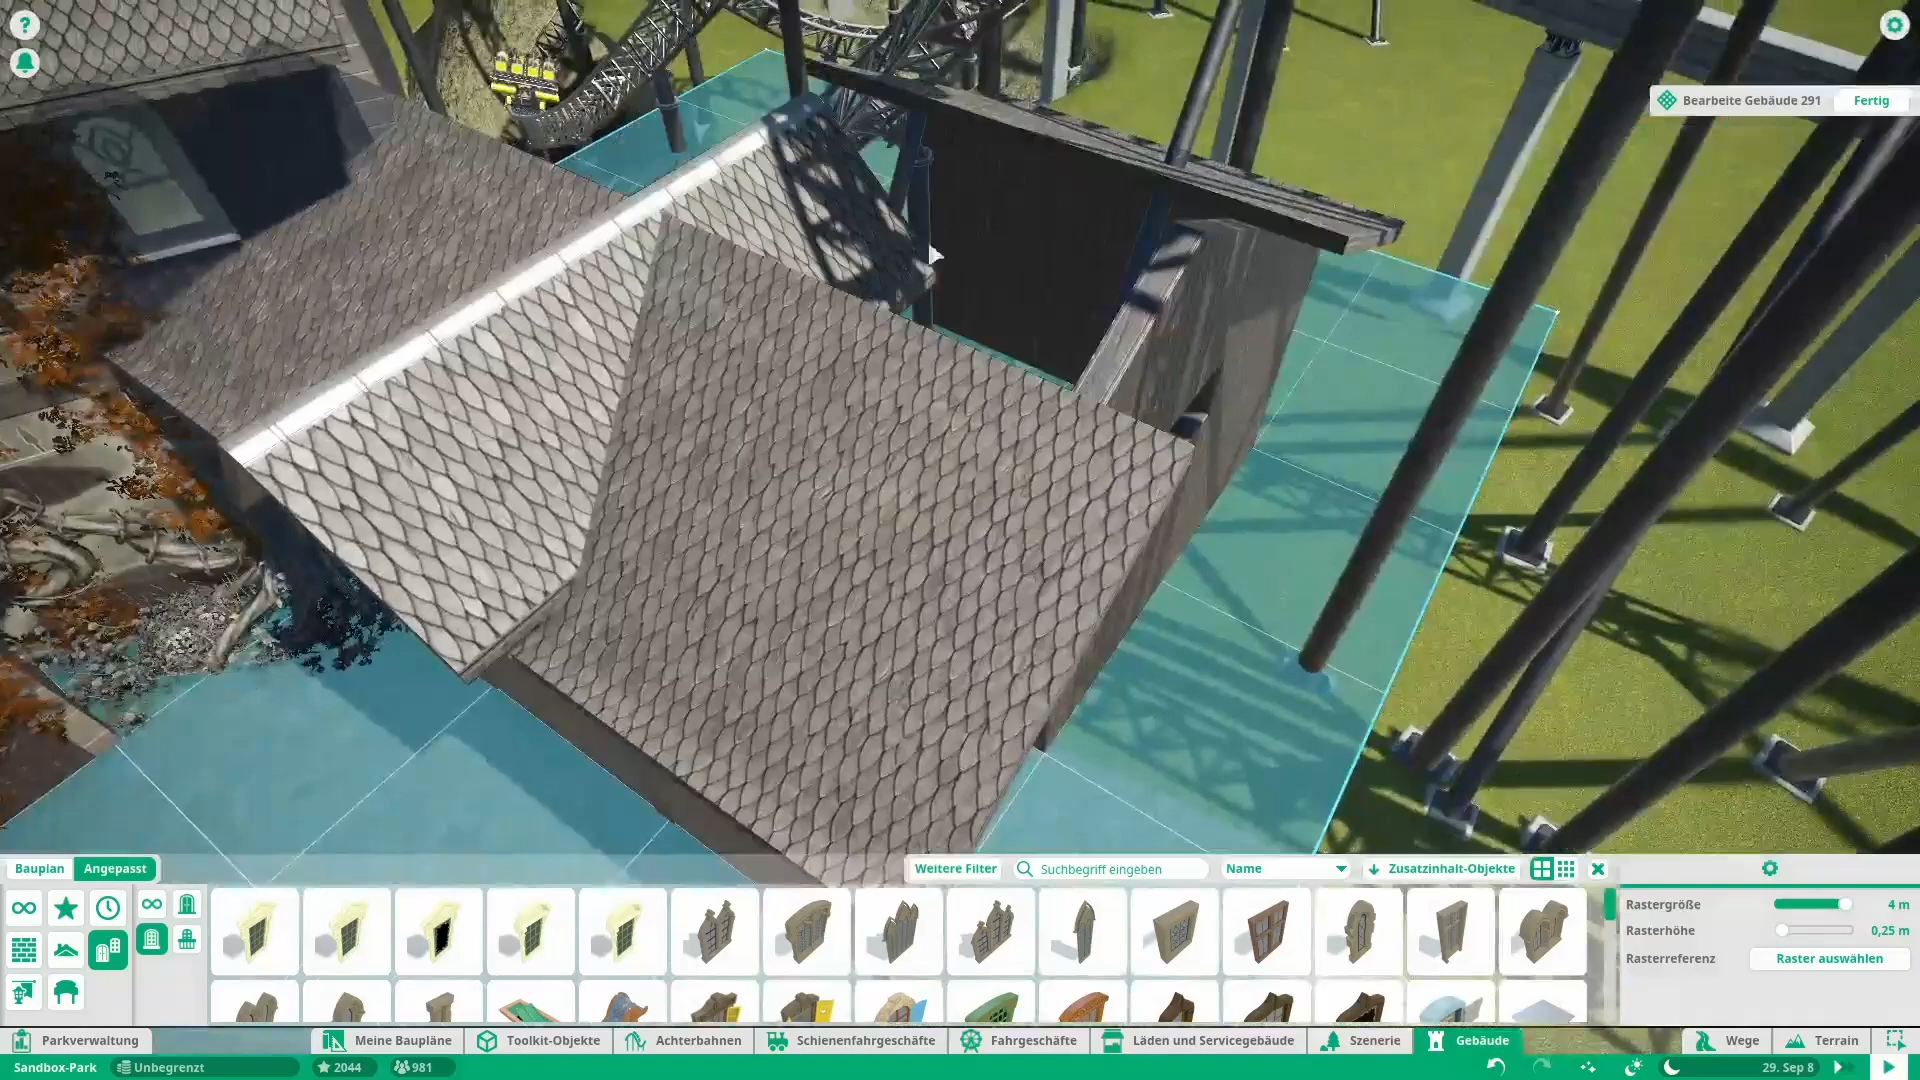 ?
Bearbeite Gebäude 291
Fertig
Bauplan
Angepasst
Weitere Filter
Suchbegriff eingeben
Name
Zusatzinhalt-Objekte
Rastergröße
4 m
Rasterhöhe
0,25 m
Rasterreferenz
Raster auswählen
Parkverwaltung
Meine Baupläne
Toolkit-Objekte
Achterbahnen
Schienenfahrgeschäfte
Fahrgeschäfte
Läden und Servicegebäude
Szenerie
Gebäude
Wege
Terrain
Sandbox-Park
Unbegrenzt
2044
981
29. Sep 8